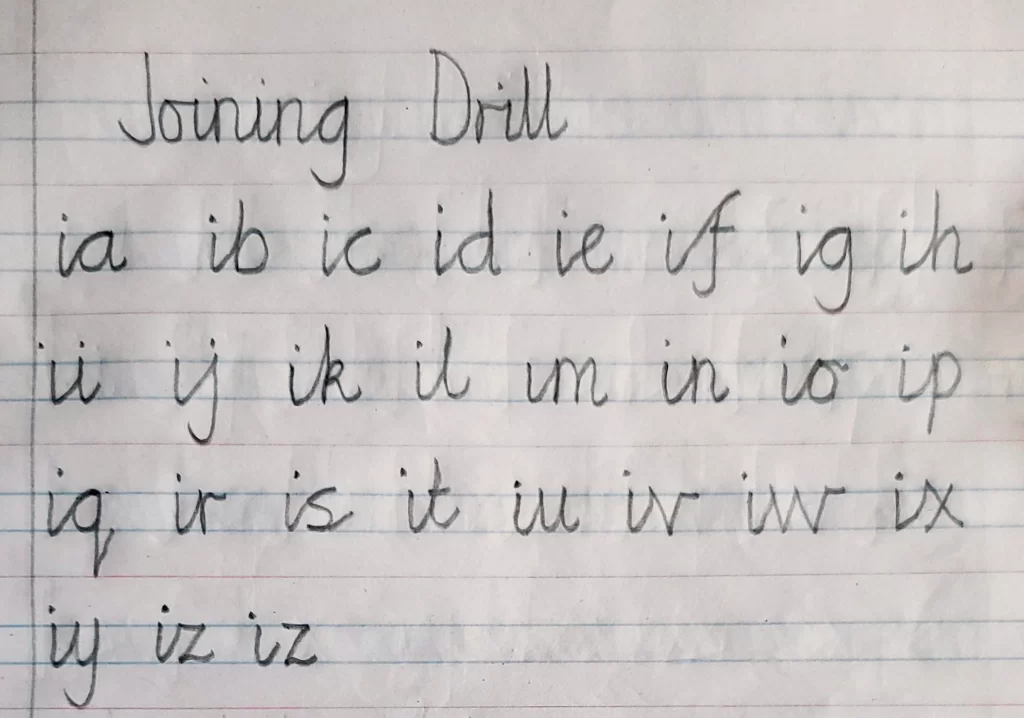 Joining Drill
ia ib ic id ie if ig ih
ii ij ik il im in io ip
iq ir is it iu iv iw ix
iy iz iz